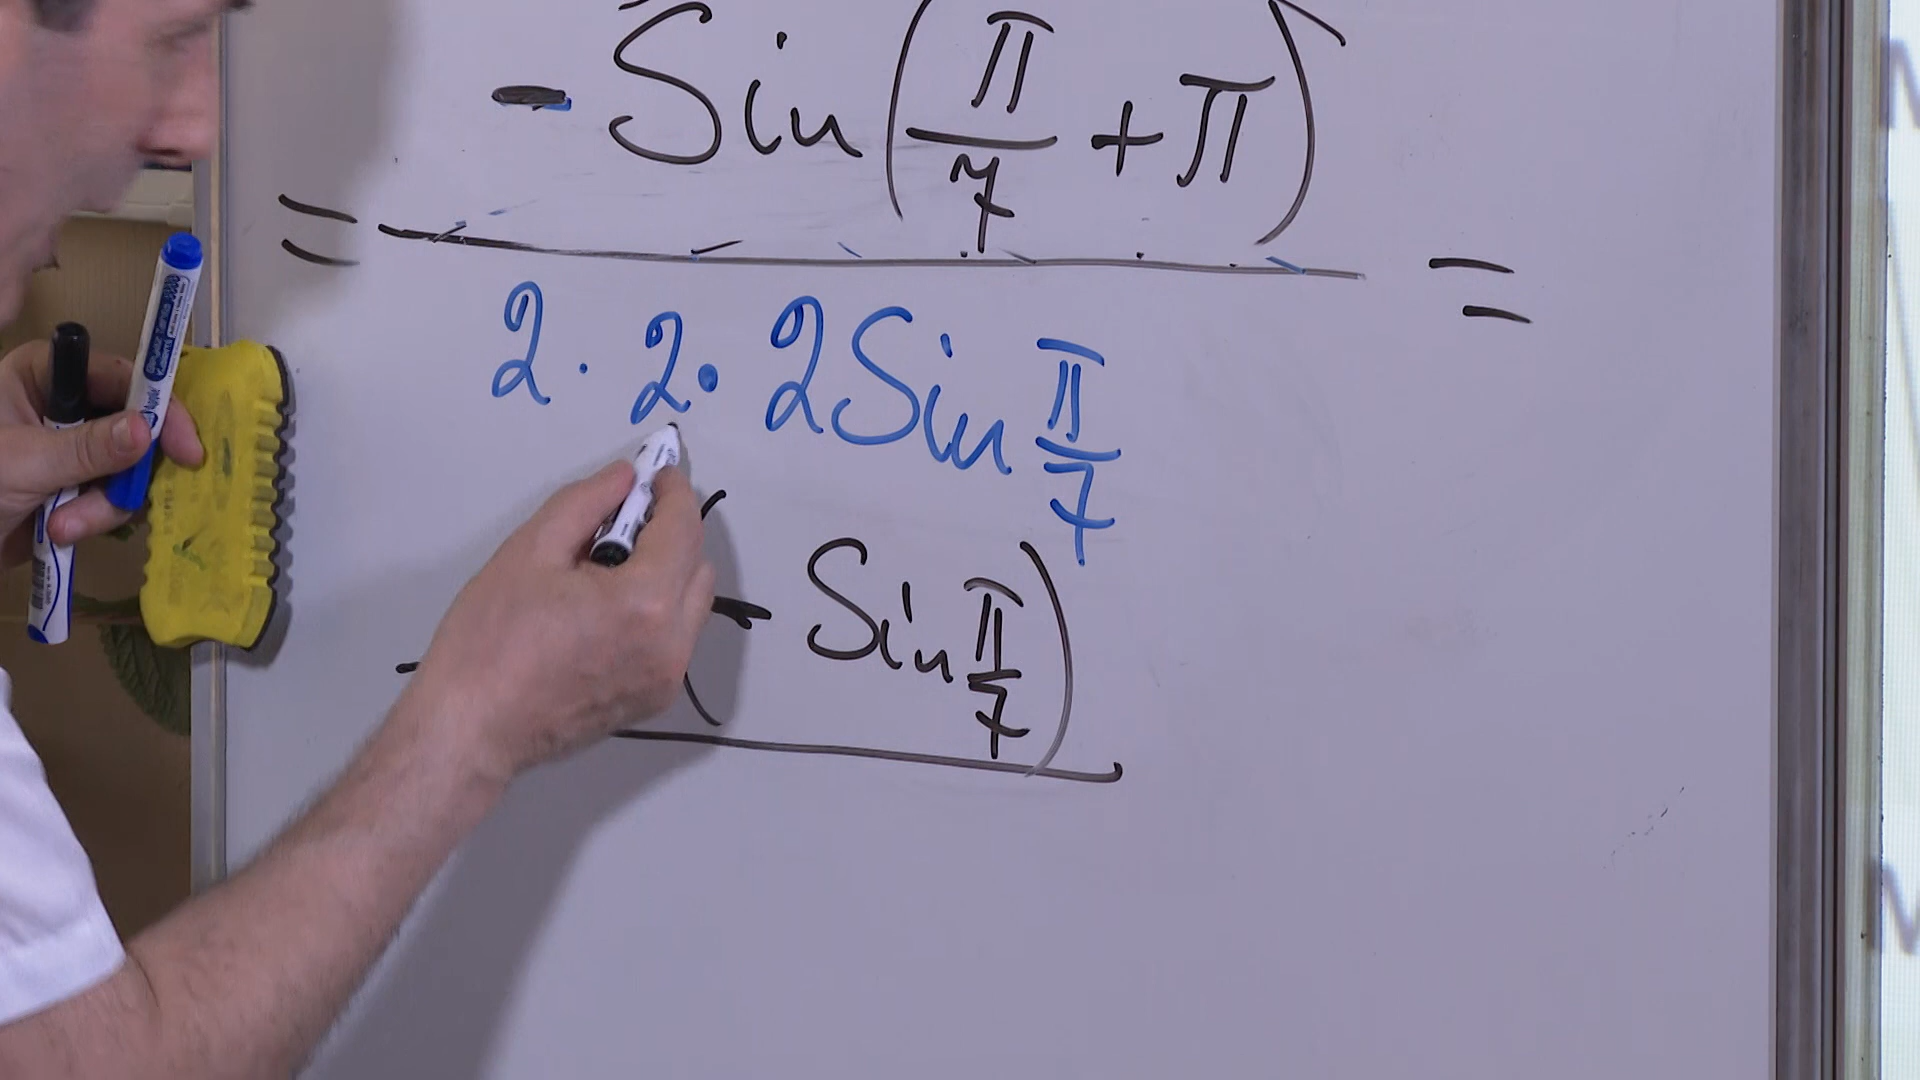 = - Sin(π/7 + π) =
2 · 2 · 2Sin π/7
- (- Sin π/7)